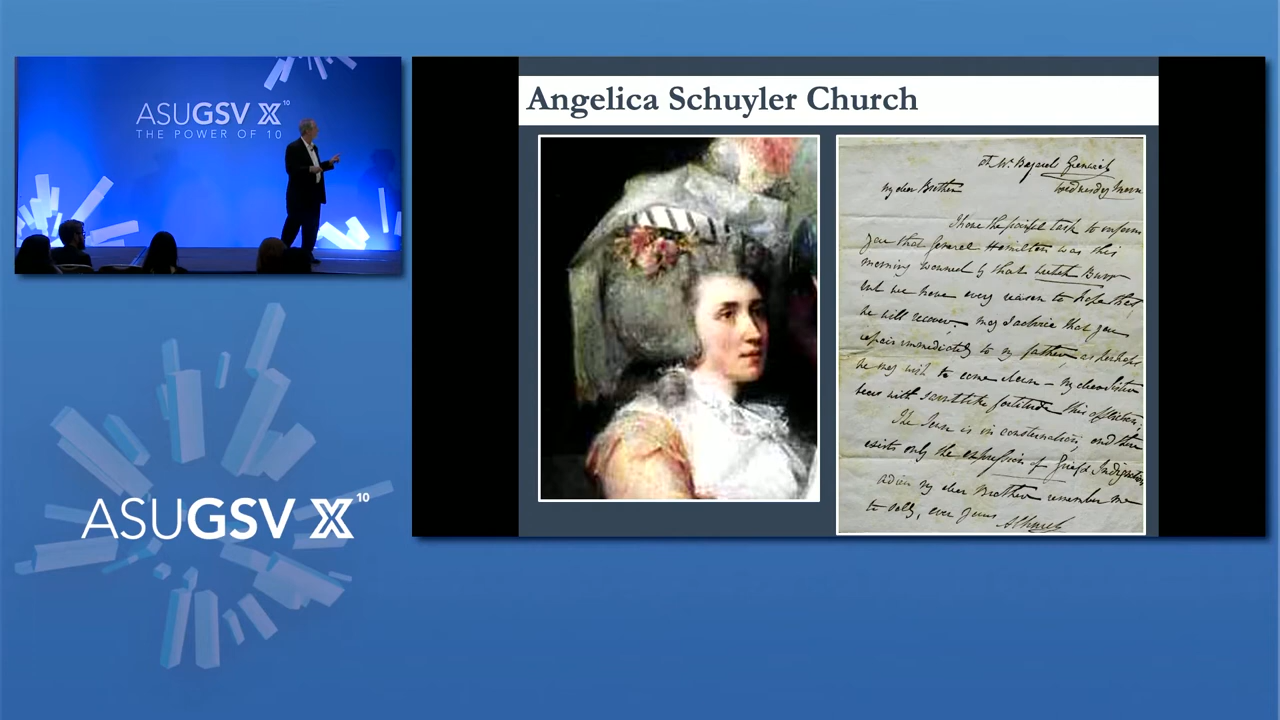 ASUGSV X10
THE POWER OF 10
Angelica Schuyler Church
at Mr. Bayard Greenwich
Wednesday Morn
my dear Brother
I have the painful task to inform
you that General Hamilton was this
morning wounded by that wretch Burr
but we have every reason to hope that
he will recover. may I advice that you
repair immediately to my father, as perhaps
he may wish to come down - My dear Sister
bears with saintlike fortitude this affliction.
The Town is in consternation, and there
exists only the expression of Grief & Indignation
adieu my dear Brother remember me
to Sally, ever yours
A Church
ASUGSV X10